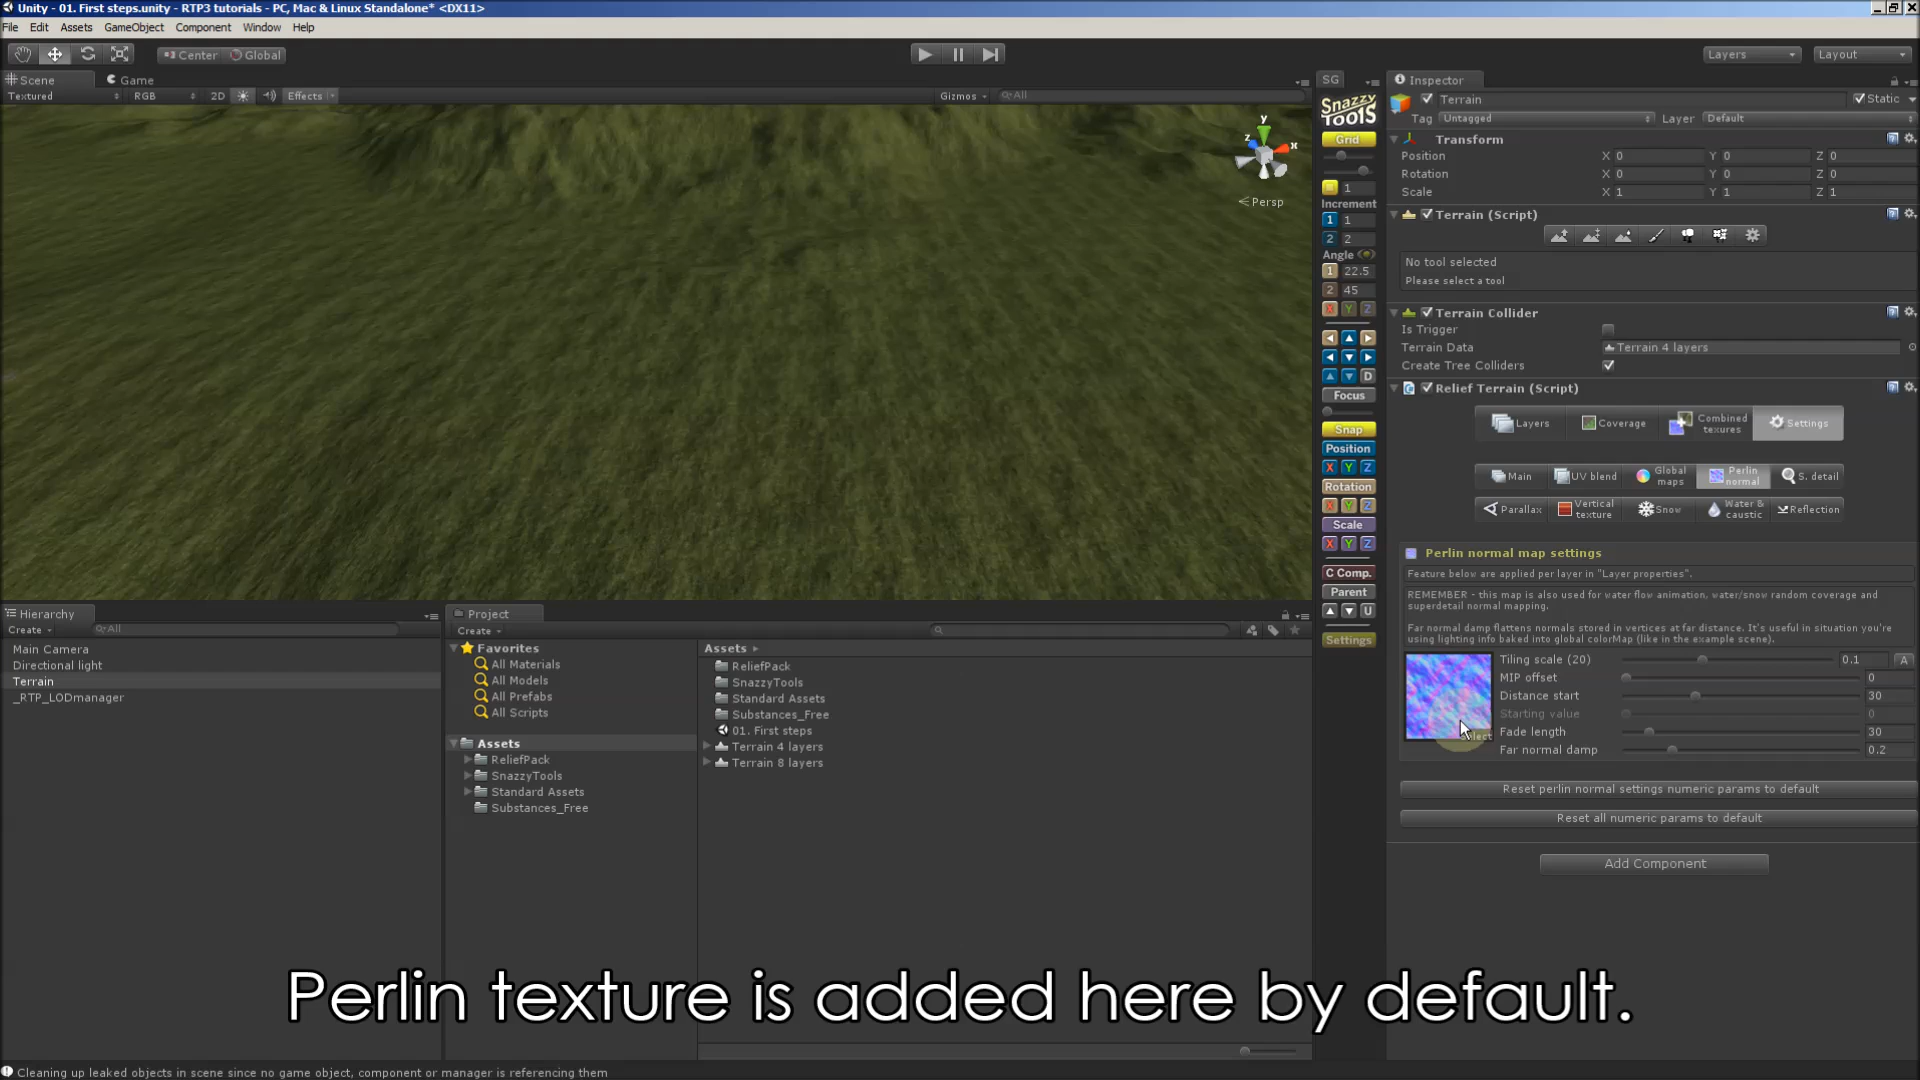 Unity - 01. First steps.unity - RTP3 tutorials - PC, Mac & Linux Standalone* <DX11>
File Edit Assets GameObject Component Window Help
Center Global
Layers Layout
Scene Game
Textured RGB 2D Effects Gizmos All
y
z x
Persp
SG
Snazzy Tools
Grid
1
Increment
1 1
2 2
Angle
1 22.5
2 45
X Y Z
D
Focus
Snap
Position
X Y Z
Rotation
X Y Z
Scale
X Y Z
C Comp.
Parent
U
Settings
Inspector
Terrain Static
Tag Untagged Layer Default
Transform
Position X 0 Y 0 Z 0
Rotation X 0 Y 0 Z 0
Scale X 1 Y 1 Z 1
Terrain (Script)
No tool selected
Please select a tool
Terrain Collider
Is Trigger
Terrain Data Terrain 4 layers
Create Tree Colliders
Relief Terrain (Script)
Layers Coverage Combined textures Settings
Main UV blend Global maps Perlin normal S. detail
Parallax Vertical texture Snow Water & caustic Reflection
Perlin normal map settings
Feature below are applied per layer in "Layer properties".
REMEMBER - this map is also used for water flow animation, water/snow random coverage and
superdetail normal mapping.
Far normal damp flattens normals stored in vertices at far distance. It's useful in situation you're
using lighting info baked into global colorMap (like in the example scene).
Tiling scale (20) 0.1 A
MIP offset 0
Distance start 30
Starting value 0
Fade length 30
Far normal damp 0.2
Select
Reset perlin normal settings numeric params to default
Reset all numeric params to default
Add Component
Hierarchy
Create All
Main Camera
Directional light
Terrain
_RTP_LODmanager
Project
Create
Favorites
All Materials
All Models
All Prefabs
All Scripts
Assets
ReliefPack
SnazzyTools
Standard Assets
Substances_Free
Assets
ReliefPack
SnazzyTools
Standard Assets
Substances_Free
01. First steps
Terrain 4 layers
Terrain 8 layers
Perlin texture is added here by default.
Cleaning up leaked objects in scene since no game object, component or manager is referencing them